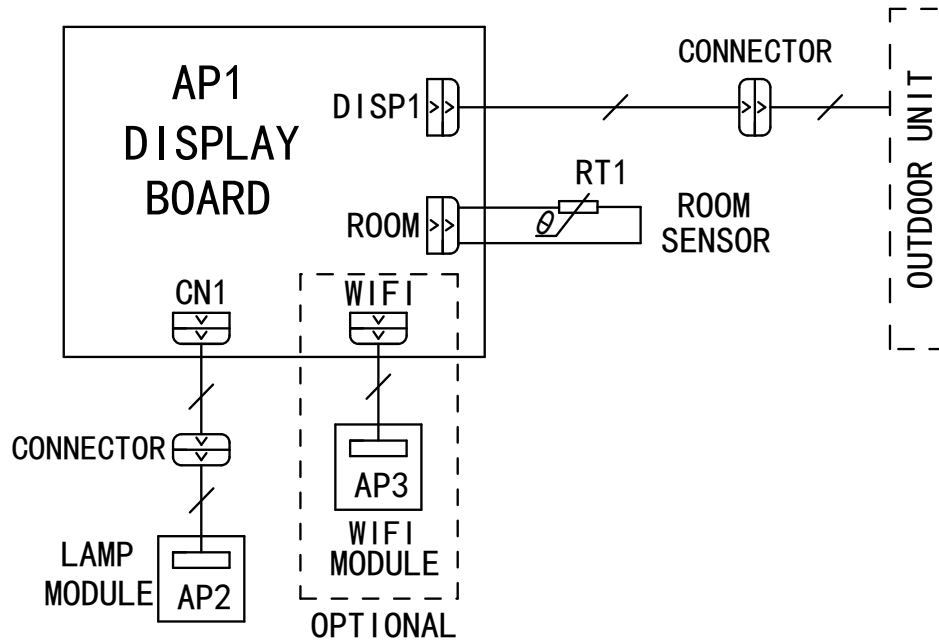 AP1
DISPLAY
BOARD
DISP1
CONNECTOR
OUTDOOR UNIT
RT1
θ
ROOM
ROOM
SENSOR
CN1
WIFI
CONNECTOR
AP3
WIFI
MODULE
LAMP
MODULE
AP2
OPTIONAL